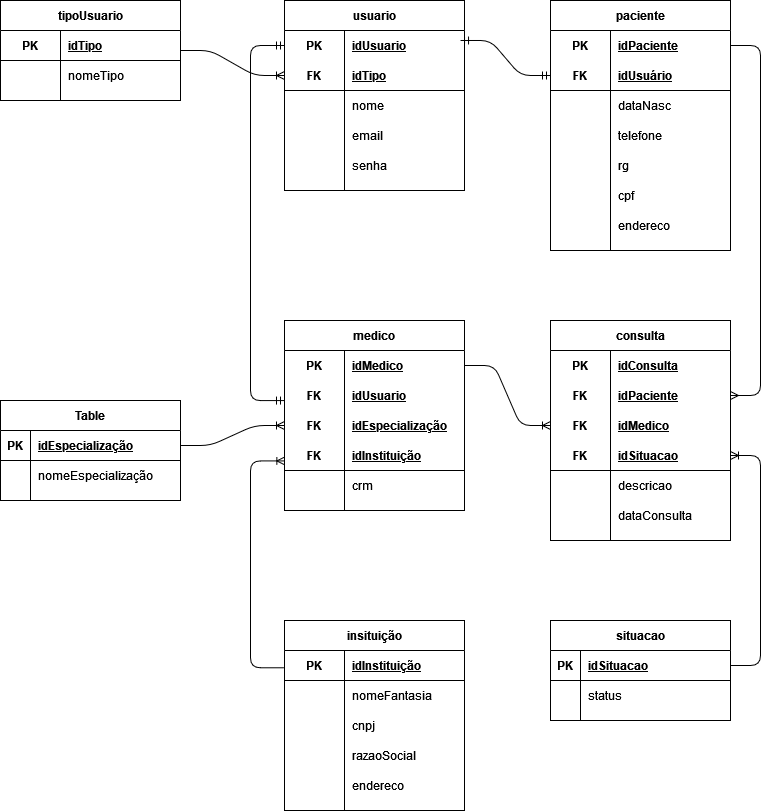 tipoUsuario
PK idTipo
nomeTipo
usuario
PK idUsuario
FK idTipo
nome
email
senha
paciente
PK idPaciente
FK idUsuário
dataNasc
telefone
rg
cpf
endereco
medico
PK idMedico
FK idUsuario
FK idEspecialização
FK idInstituição
crm
consulta
PK idConsulta
FK idPaciente
FK idMedico
FK idSituacao
descricao
dataConsulta
Table
PK idEspecialização
nomeEspecialização
insituição
PK idInstituição
nomeFantasia
cnpj
razaoSocial
endereco
situacao
PK idSituacao
status